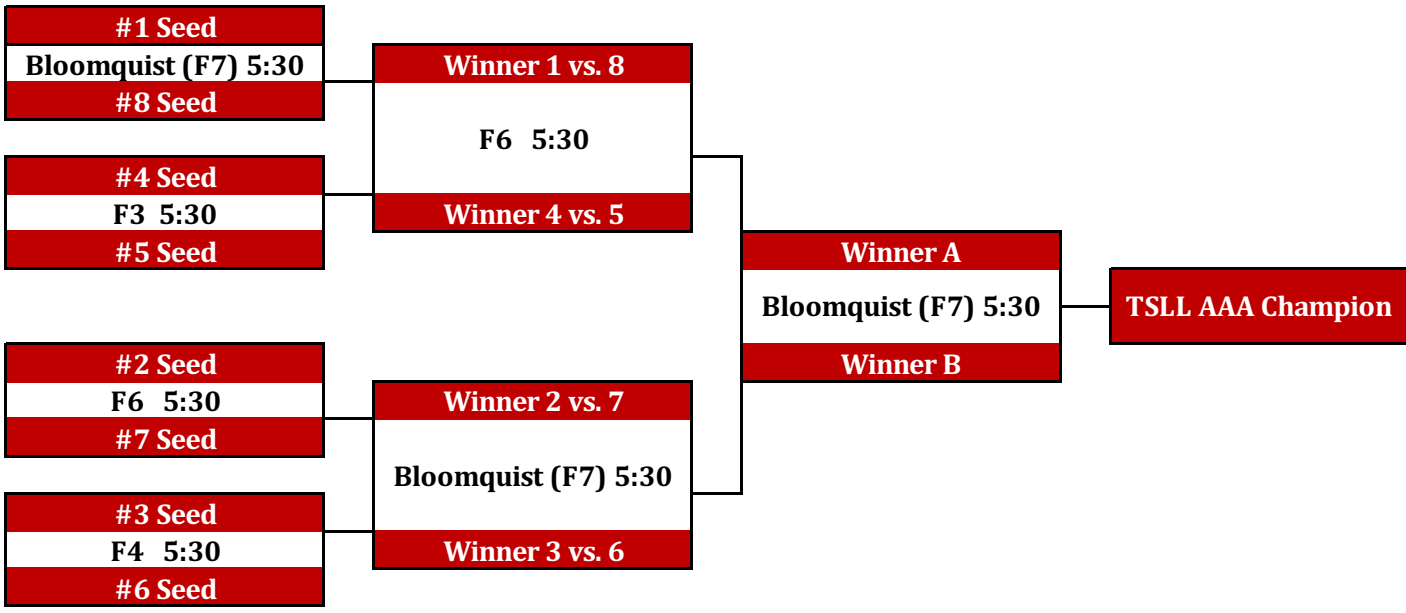 #1 Seed
Bloomquist (F7) 5:30
#8 Seed
#4 Seed
F3 5:30
#5 Seed
#2 Seed
F6 5:30
#7 Seed
#3 Seed
F4 5:30
#6 Seed
Winner 1 vs. 8
F6 5:30
Winner 4 vs. 5
Winner 2 vs. 7
Bloomquist (F7) 5:30
Winner 3 vs. 6
Winner A
Bloomquist (F7) 5:30
Winner B
TSLL AAA Champion